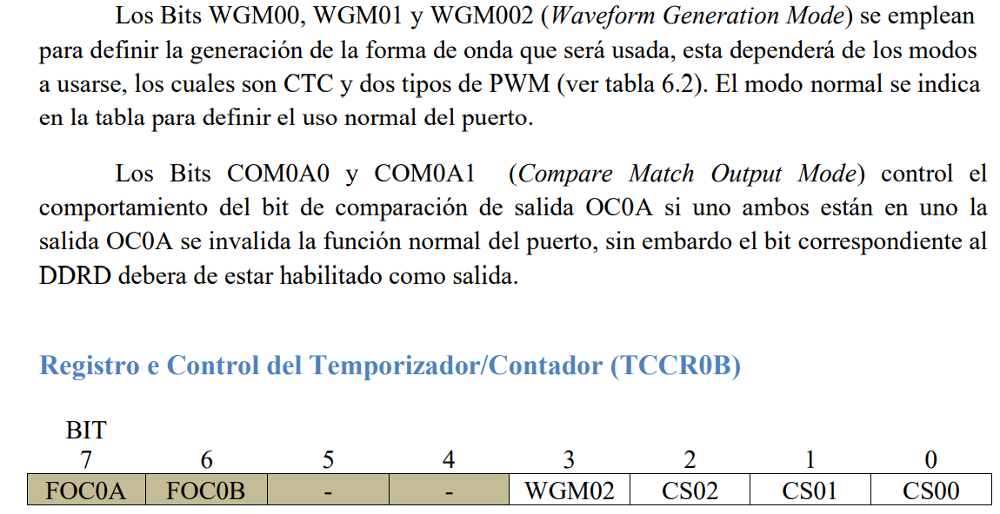 Los Bits WGM00, WGM01 y WGM002 (Waveform Generation Mode) se emplean
para definir la generación de la forma de onda que será usada, esta dependerá de los modos
a usarse, los cuales son CTC y dos tipos de PWM (ver tabla 6.2). El modo normal se indica
en la tabla para definir el uso normal del puerto.
Los Bits COM0A0 y COM0A1 (Compare Match Output Mode) control el
comportamiento del bit de comparación de salida OC0A si uno ambos están en uno la
salida OC0A se invalida la función normal del puerto, sin embardo el bit correspondiente al
DDRD debera de estar habilitado como salida.
Registro e Control del Temporizador/Contador (TCCR0B)
BIT
7 6 5 4 3 2 1 0
FOC0A FOC0B - - WGM02 CS02 CS01 CS00